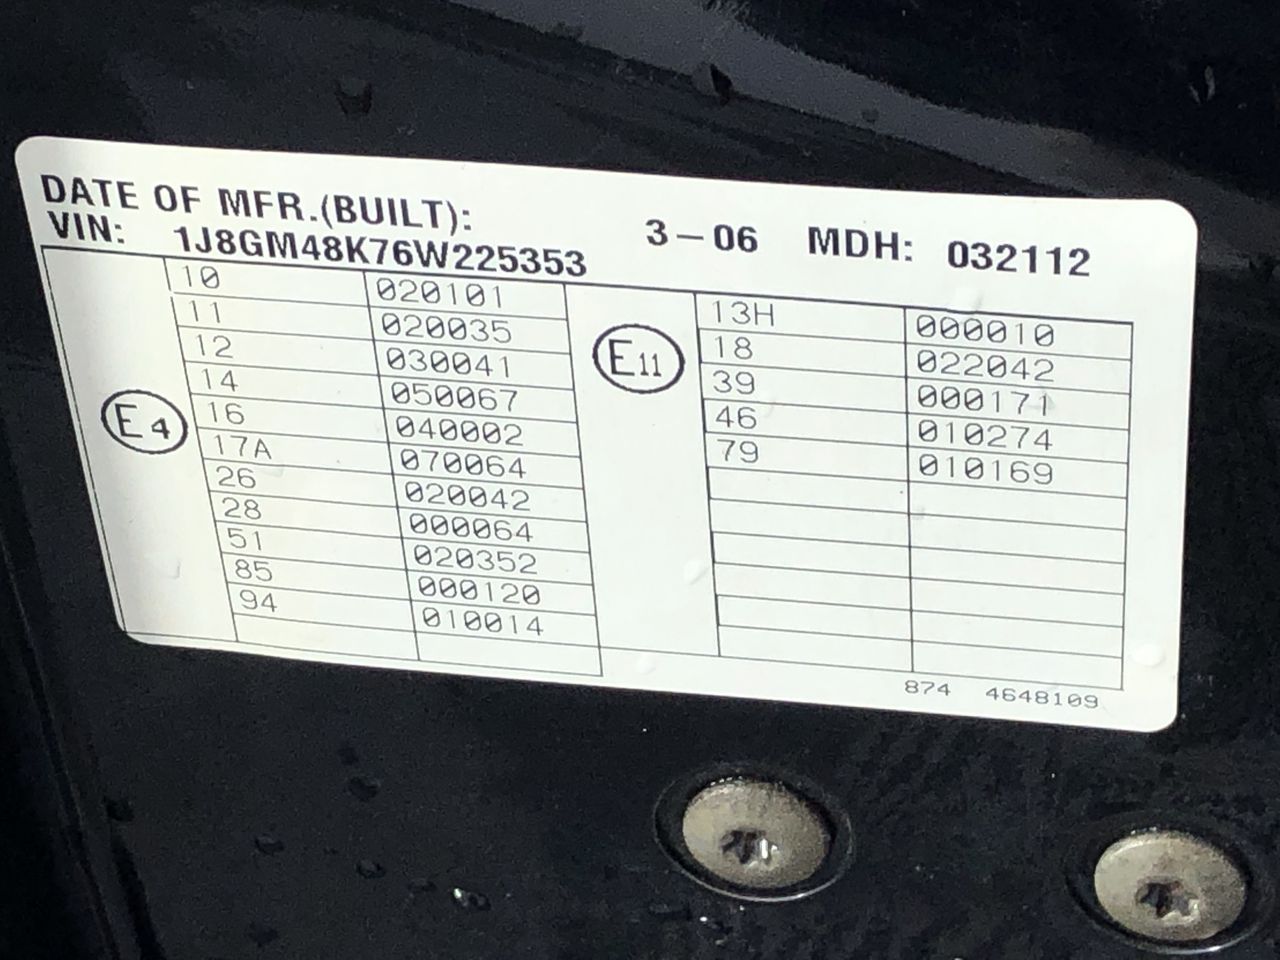 DATE OF MFR.(BUILT): 3-06 MDH: 032112
VIN: 1J8GM48K76W225353
E4
10 020101
11 020035
12 030041
14 050067
16 040002
17A 070064
26 020042
28 000064
51 020352
85 000120
94 010014
E11
13H 000010
18 022042
39 000171
46 010274
79 010169
874 4648109